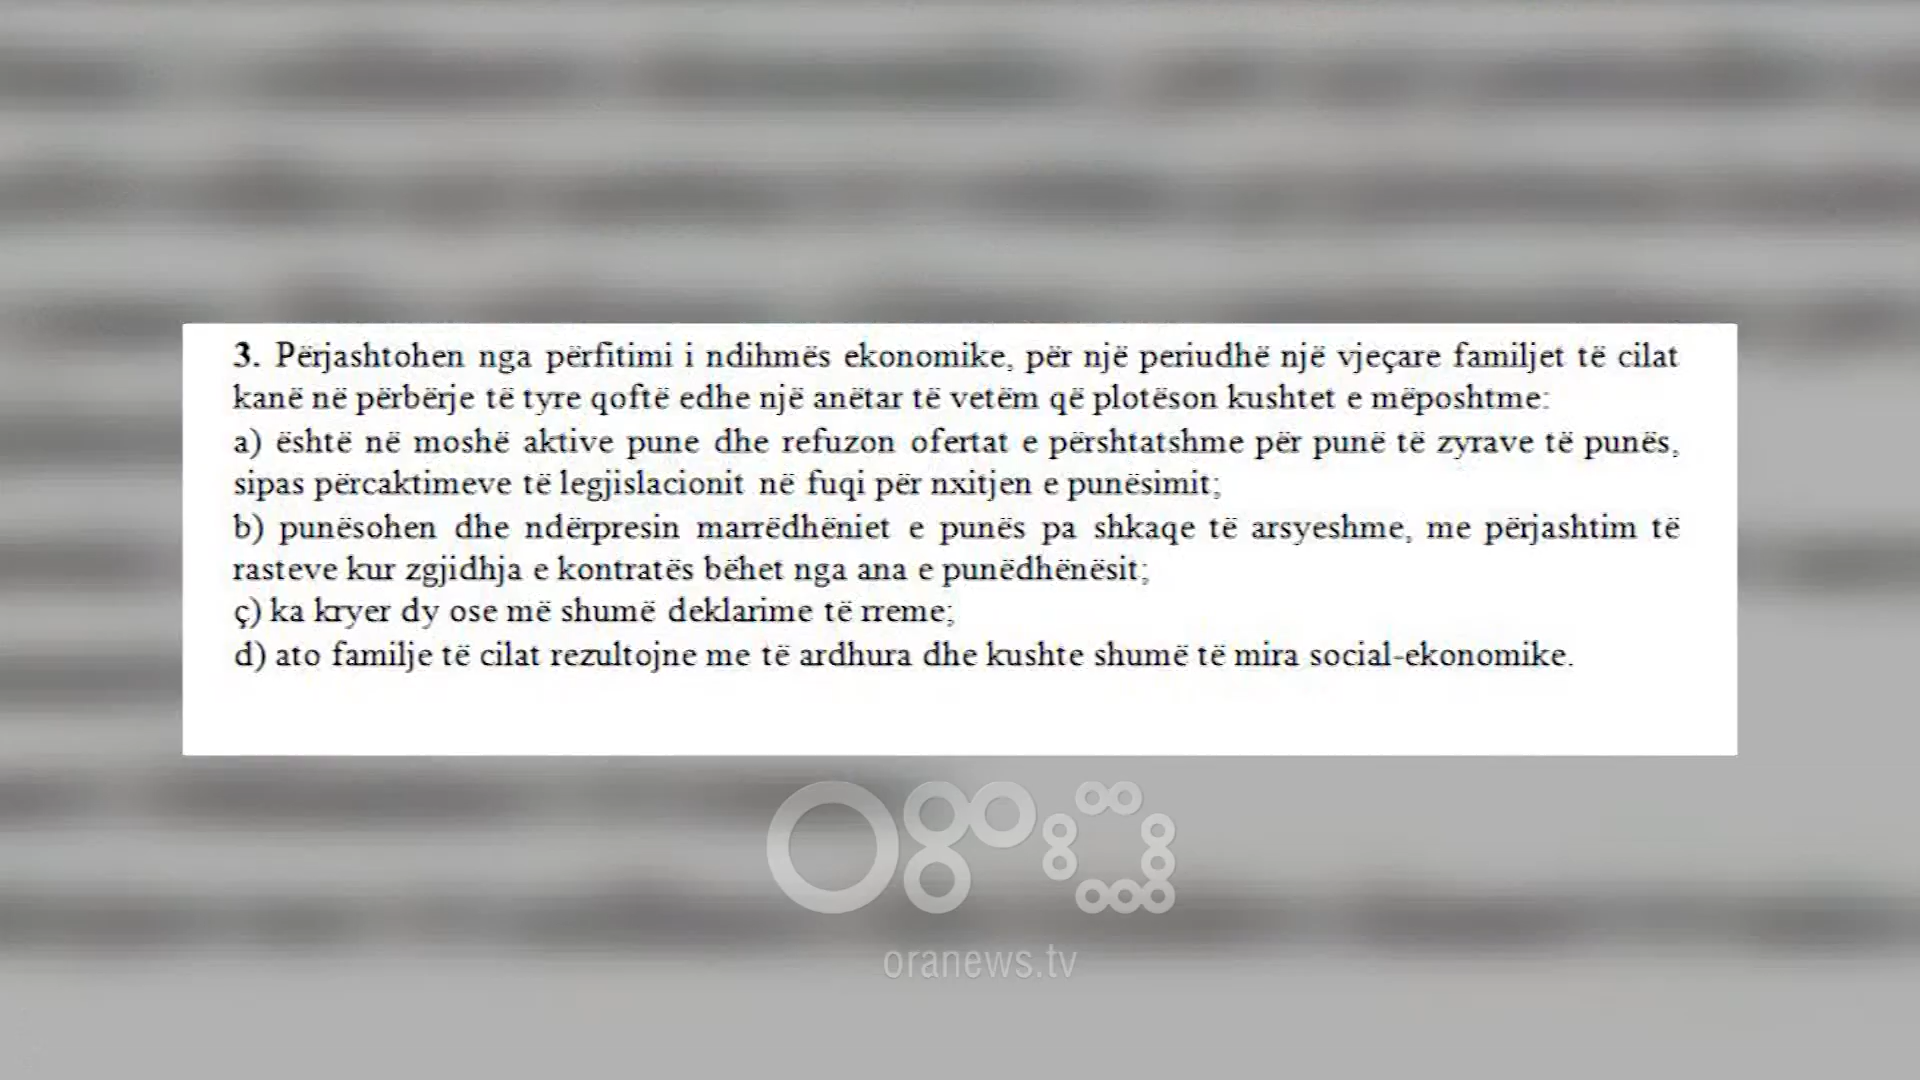 3. Përjashtohen nga përfitimi i ndihmës ekonomike, për një periudhë një vjeçare familjet të cilat
kanë në përbërje të tyre qoftë edhe një anëtar të vetëm që plotëson kushtet e mëposhtme:
a) është në moshë aktive pune dhe refuzon ofertat e përshtatshme për punë të zyrave të punës,
sipas përcaktimeve të legjislacionit në fuqi për nxitjen e punësimit;
b) punësohen dhe ndërpresin marrëdhëniet e punës pa shkaqe të arsyeshme, me përjashtim të
rasteve kur zgjidhja e kontratës bëhet nga ana e punëdhënësit;
ç) ka kryer dy ose më shumë deklarime të rreme;
d) ato familje të cilat rezultojne me të ardhura dhe kushte shumë të mira social-ekonomike.
ora
oranews.tv